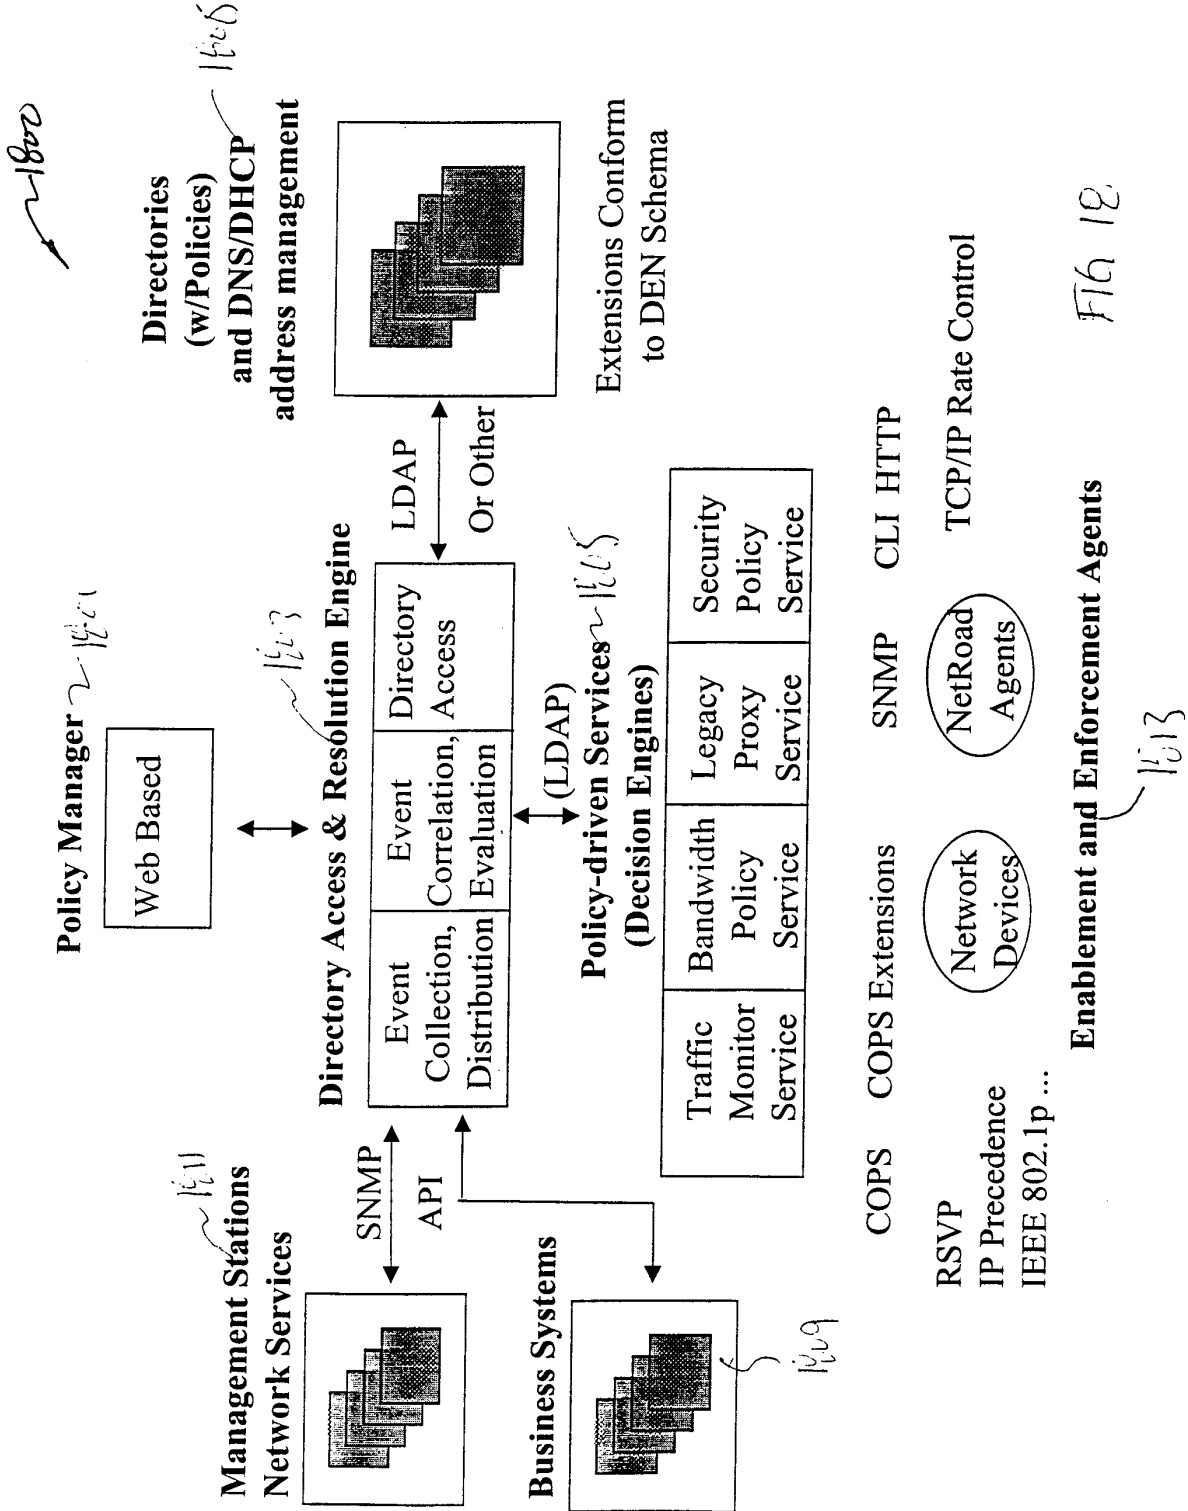 ~1800
Policy Manager
Web Based
Management Stations
Network Services
SNMP
API
Business Systems
Directory Access & Resolution Engine
Event
Collection,
Distribution
Event
Correlation,
Evaluation
Directory
Access
LDAP
Or Other
Directories
(w/Policies)
and DNS/DHCP
address management
Extensions Conform
to DEN Schema
(LDAP)
Policy-driven Services
(Decision Engines)
Traffic
Monitor
Service
Bandwidth
Policy
Service
Legacy
Proxy
Service
Security
Policy
Service
COPS COPS Extensions SNMP CLI HTTP
RSVP
IP Precedence
IEEE 802.1p ...
Network
Devices
NetRoad
Agents
TCP/IP Rate Control
Enablement and Enforcement Agents
FIG